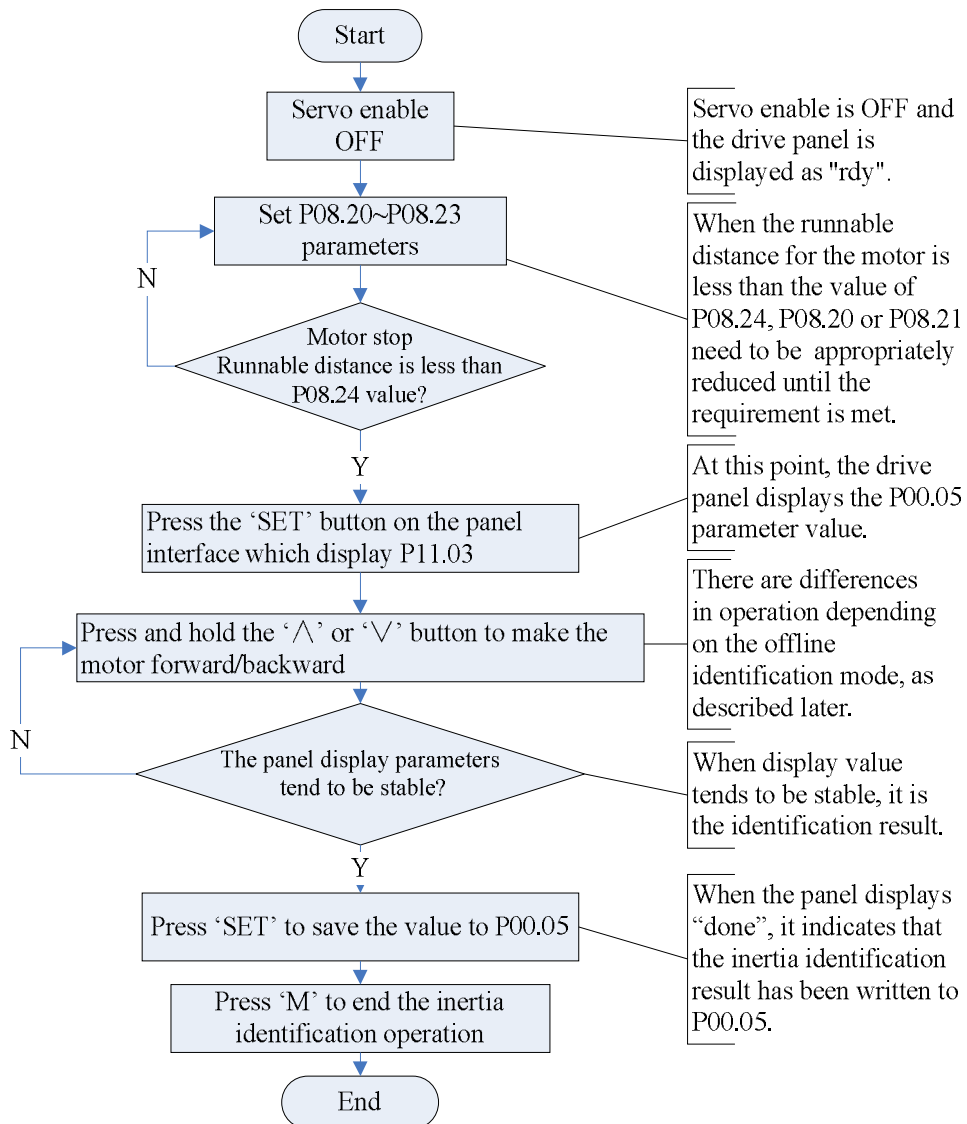 Start
Servo enable
OFF
Servo enable is OFF and
the drive panel is
displayed as "rdy".
Set P08.20~P08.23
parameters
When the runnable
distance for the motor is
less than the value of
P08.24, P08.20 or P08.21
need to be appropriately
reduced until the
requirement is met.
N
Motor stop
Runnable distance is less than
P08.24 value?
Y
Press the ‘SET’ button on the panel
interface which display P11.03
At this point, the drive
panel displays the P00.05
parameter value.
Press and hold the ‘∧’ or ‘∨’ button to make the
motor forward/backward
There are differences
in operation depending
on the offline
identification mode, as
described later.
N
The panel display parameters
tend to be stable?
When display value
tends to be stable, it is
the identification result.
Y
Press ‘SET’ to save the value to P00.05
When the panel displays
“done”, it indicates that
the inertia identification
result has been written to
P00.05.
Press ‘M’ to end the inertia
identification operation
End